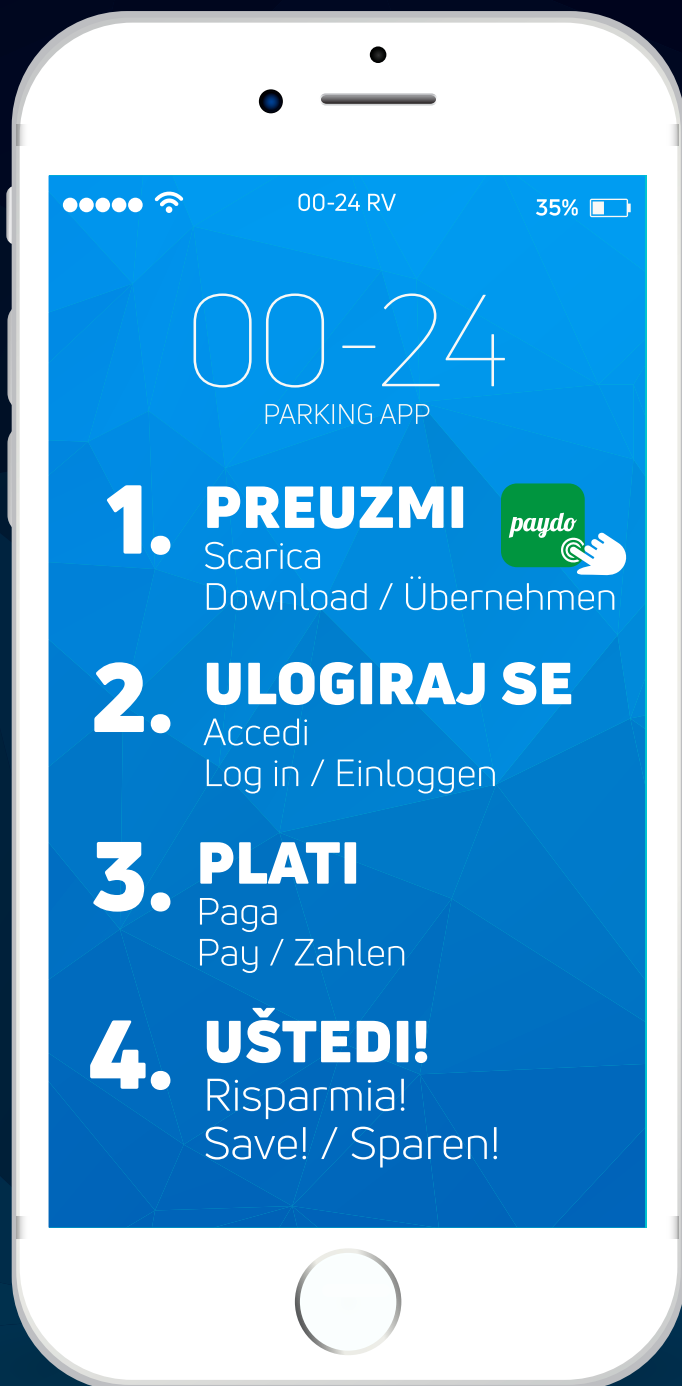 00-24 RV
35%
00-24
PARKING APP
1. PREUZMI
paydo
Scarica
Download / Übernehmen
2. ULOGIRAJ SE
Accedi
Log in / Einloggen
3. PLATI
Paga
Pay / Zahlen
4. UŠTEDI!
Risparmia!
Save! / Sparen!